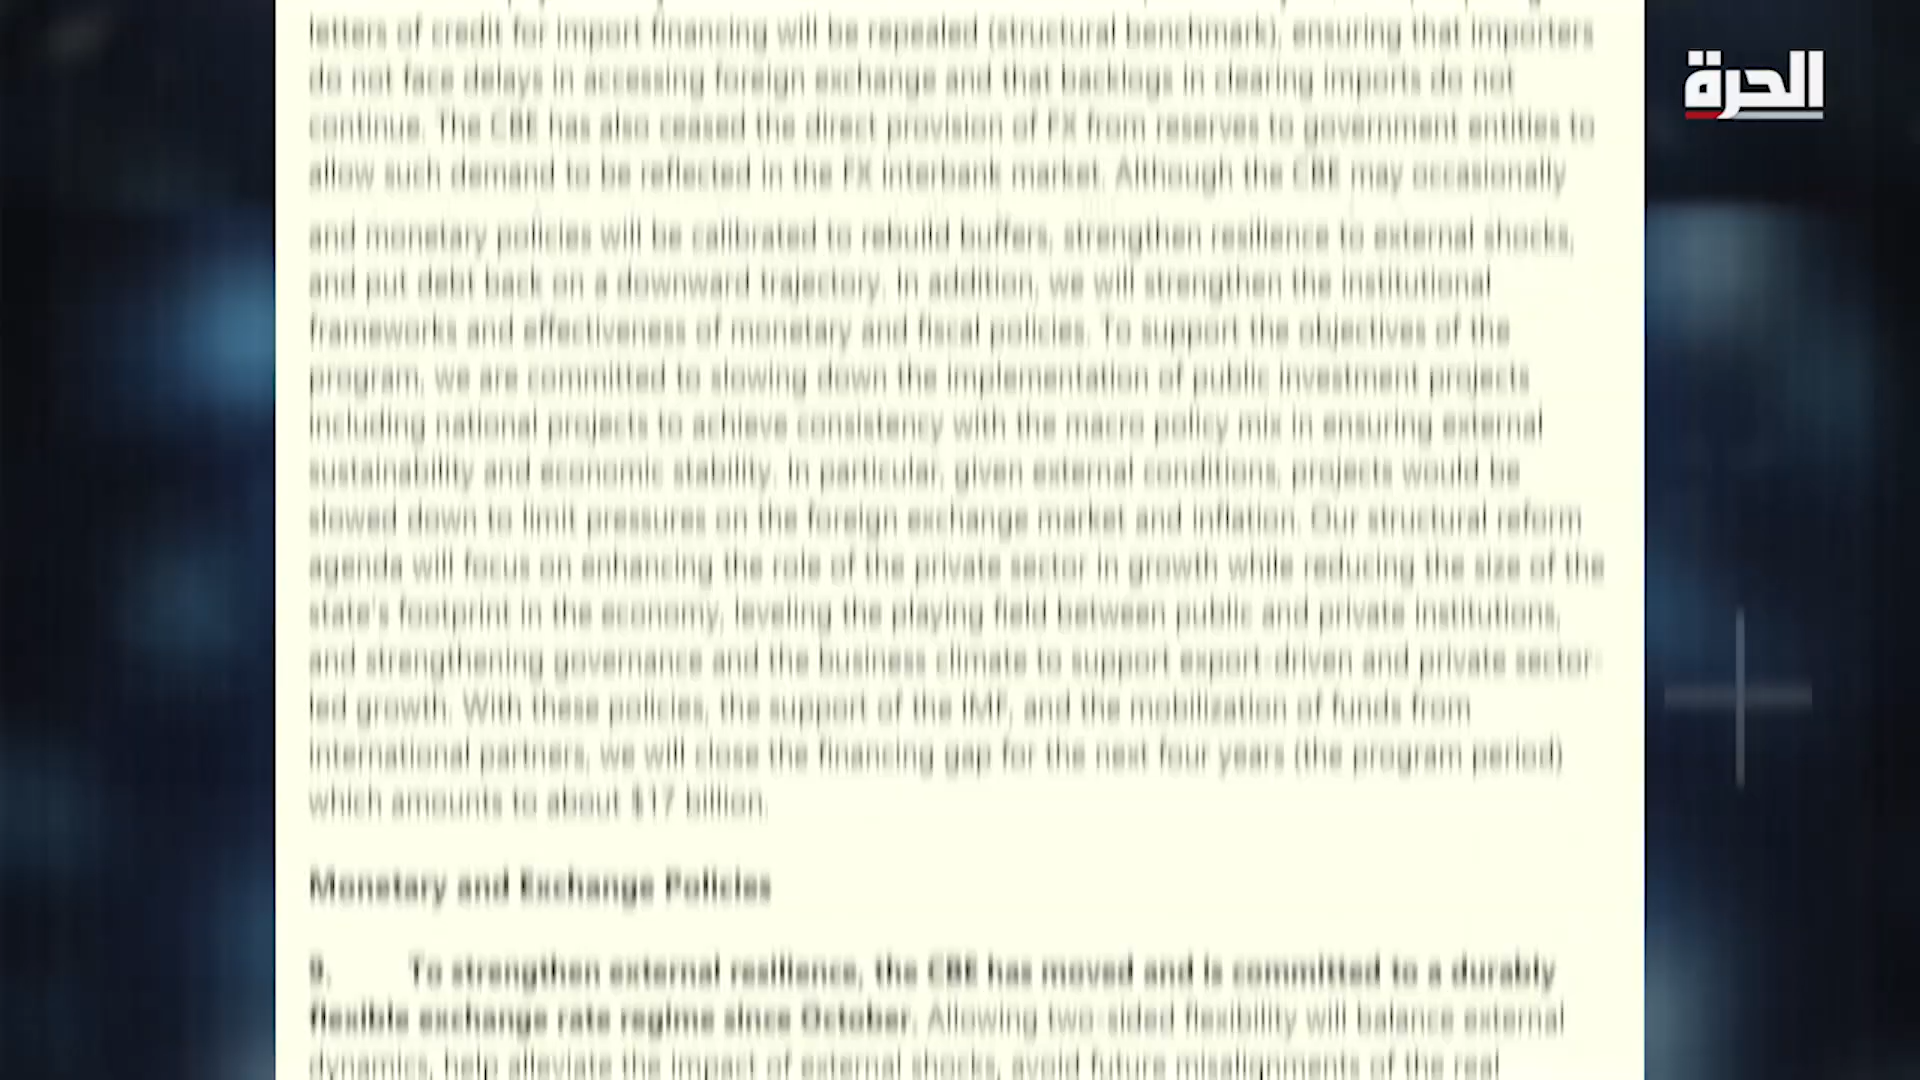 letters of credit for import financing will be repealed (structural benchmark), ensuring that importers
do not face delays in accessing foreign exchange and that backlogs in clearing imports do not
continue. The CBE has also ceased the direct provision of FX from reserves to government entities to
allow such demand to be reflected in the FX interbank market. Although the CBE may occasionally
and monetary policies will be calibrated to rebuild buffers, strengthen resilience to external shocks,
and put debt back on a downward trajectory. In addition, we will strengthen the institutional
frameworks and effectiveness of monetary and fiscal policies. To support the objectives of the
program, we are committed to slowing down the implementation of public investment projects
including national projects to achieve consistency with the macro policy mix in ensuring external
sustainability and economic stability. In particular, given external conditions, projects would be
slowed down to limit pressures on the foreign exchange market and inflation. Our structural reform
agenda will focus on enhancing the role of the private sector in growth while reducing the size of the
state's footprint in the economy, leveling the playing field between public and private institutions,
and strengthening governance and the business climate to support export-driven and private sector-
led growth. With these policies, the support of the IMF, and the mobilization of funds from
international partners, we will close the financing gap for the next four years (the program period)
which amounts to about $17 billion.
Monetary and Exchange Policies
9. To strengthen external resilience, the CBE has moved and is committed to a durably
flexible exchange rate regime since October. Allowing two-sided flexibility will balance external
dynamics, help alleviate the impact of external shocks, avoid future misalignments of the real
الحرة